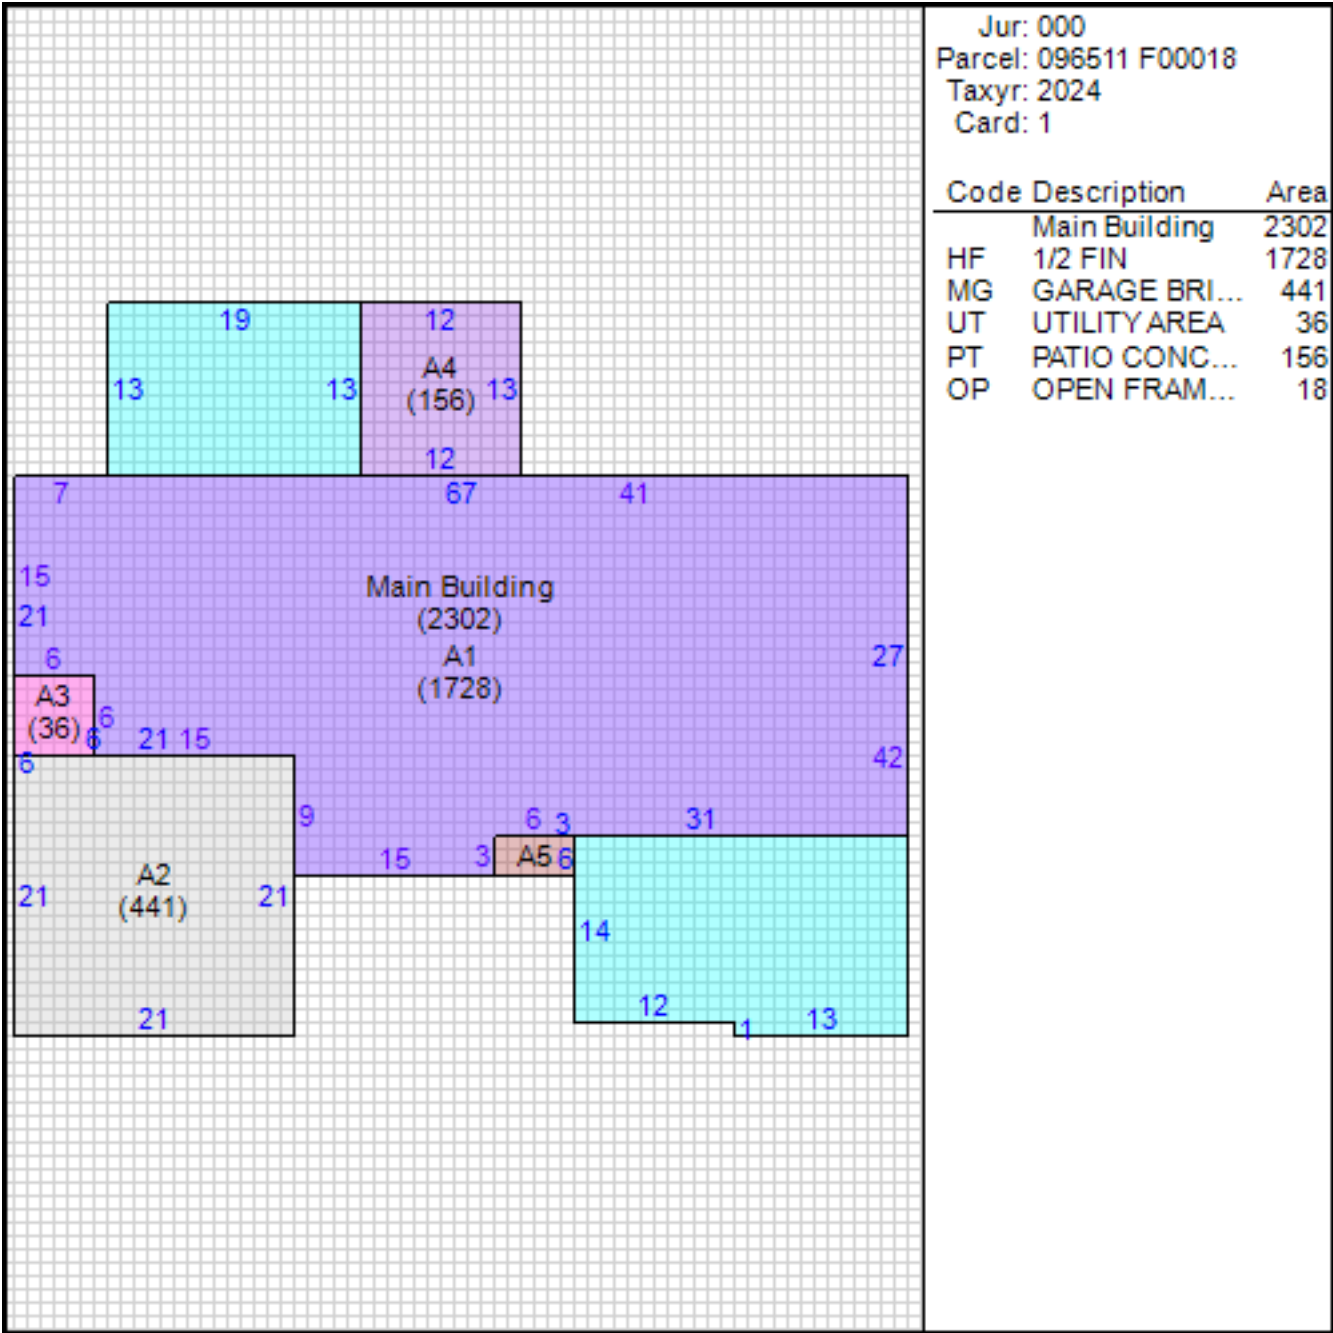 Jur: 000
Parcel: 096511 F00018
Taxyr: 2024
Card: 1
Code Description Area
Main Building 2302
HF 1/2 FIN 1728
MG GARAGE BRI... 441
UT UTILITY AREA 36
PT PATIO CONC... 156
OP OPEN FRAM... 18
19 12
A4
13 13 (156) 13
12
7 67 41
15
Main Building
21 (2302)
6 A1 27
(1728)
A3
(36) 6
6 21 15
6 42
9 6 3 31
15 3 A5 6
A2
21 (441) 21
14
12 13
21 1